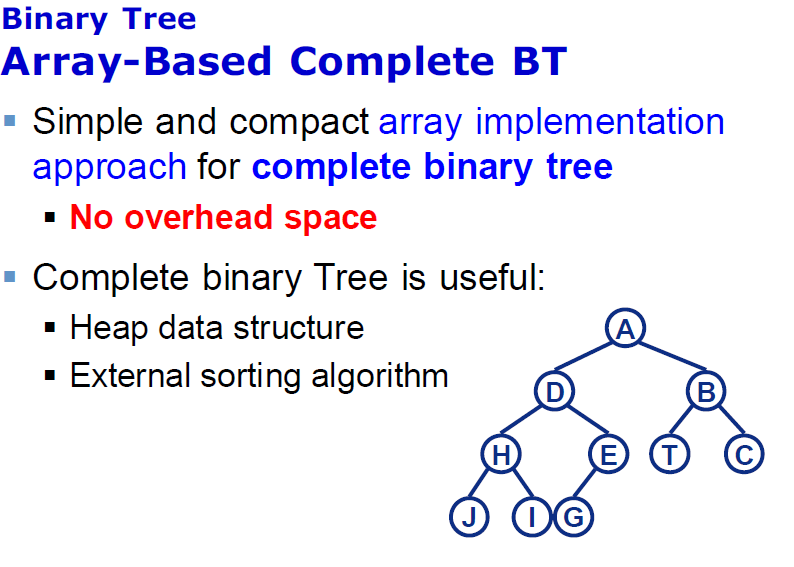 Binary Tree
Array-Based Complete BT
Simple and compact array implementation
approach for complete binary tree
No overhead space
Complete binary Tree is useful:
Heap data structure
External sorting algorithm
A
D B
H E T C
J I G